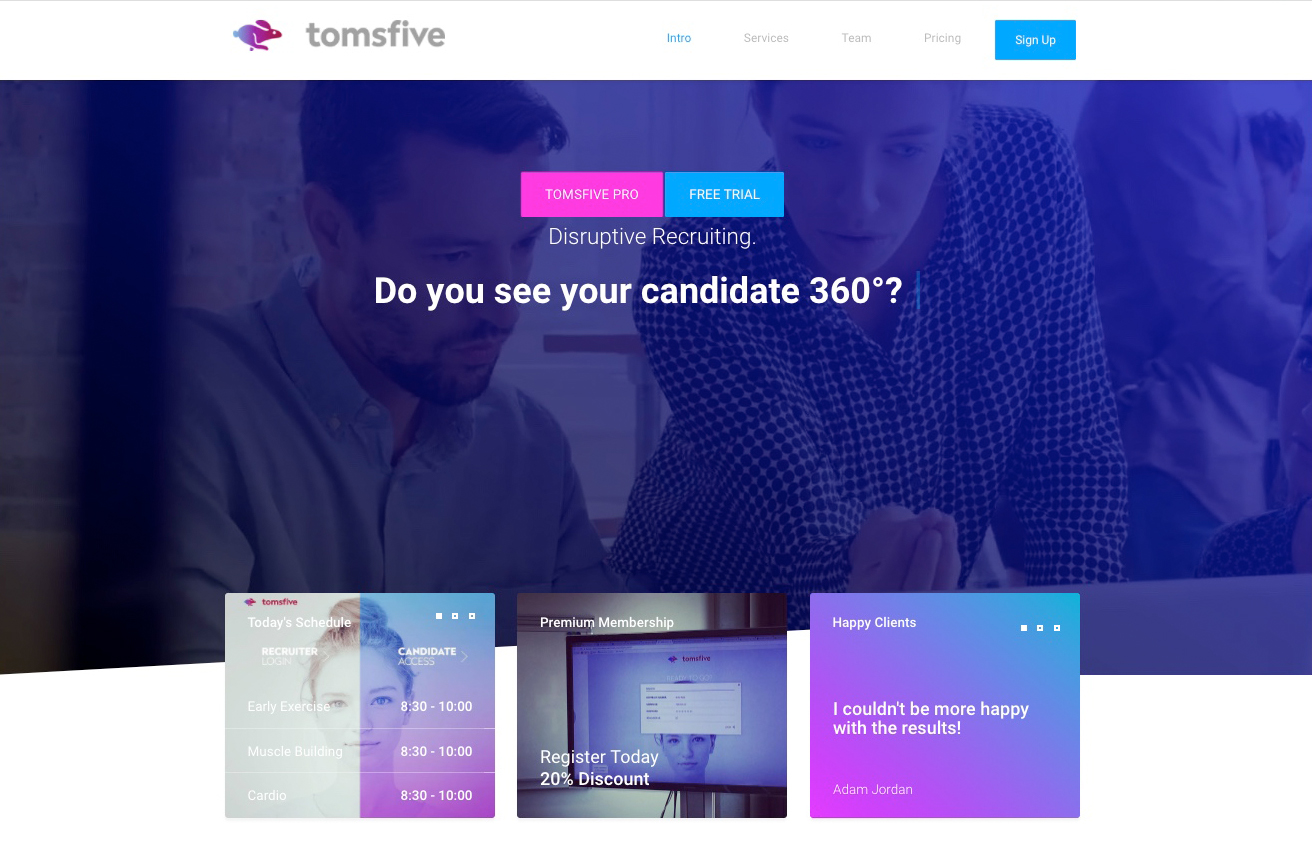 tomsfive
Intro
Services
Team
Pricing
Sign Up
TOMSFIVE PRO
FREE TRIAL
Disruptive Recruiting.
Do you see your candidate 360°?
tomsfive
Today's Schedule
RECRUITER
LOGIN
CANDIDATE
ACCESS
Early Exercise
8:30 - 10:00
Muscle Building
8:30 - 10:00
Cardio
8:30 - 10:00
Premium Membership
tomsfive
Register Today
20% Discount
Happy Clients
I couldn't be more happy
with the results!
Adam Jordan